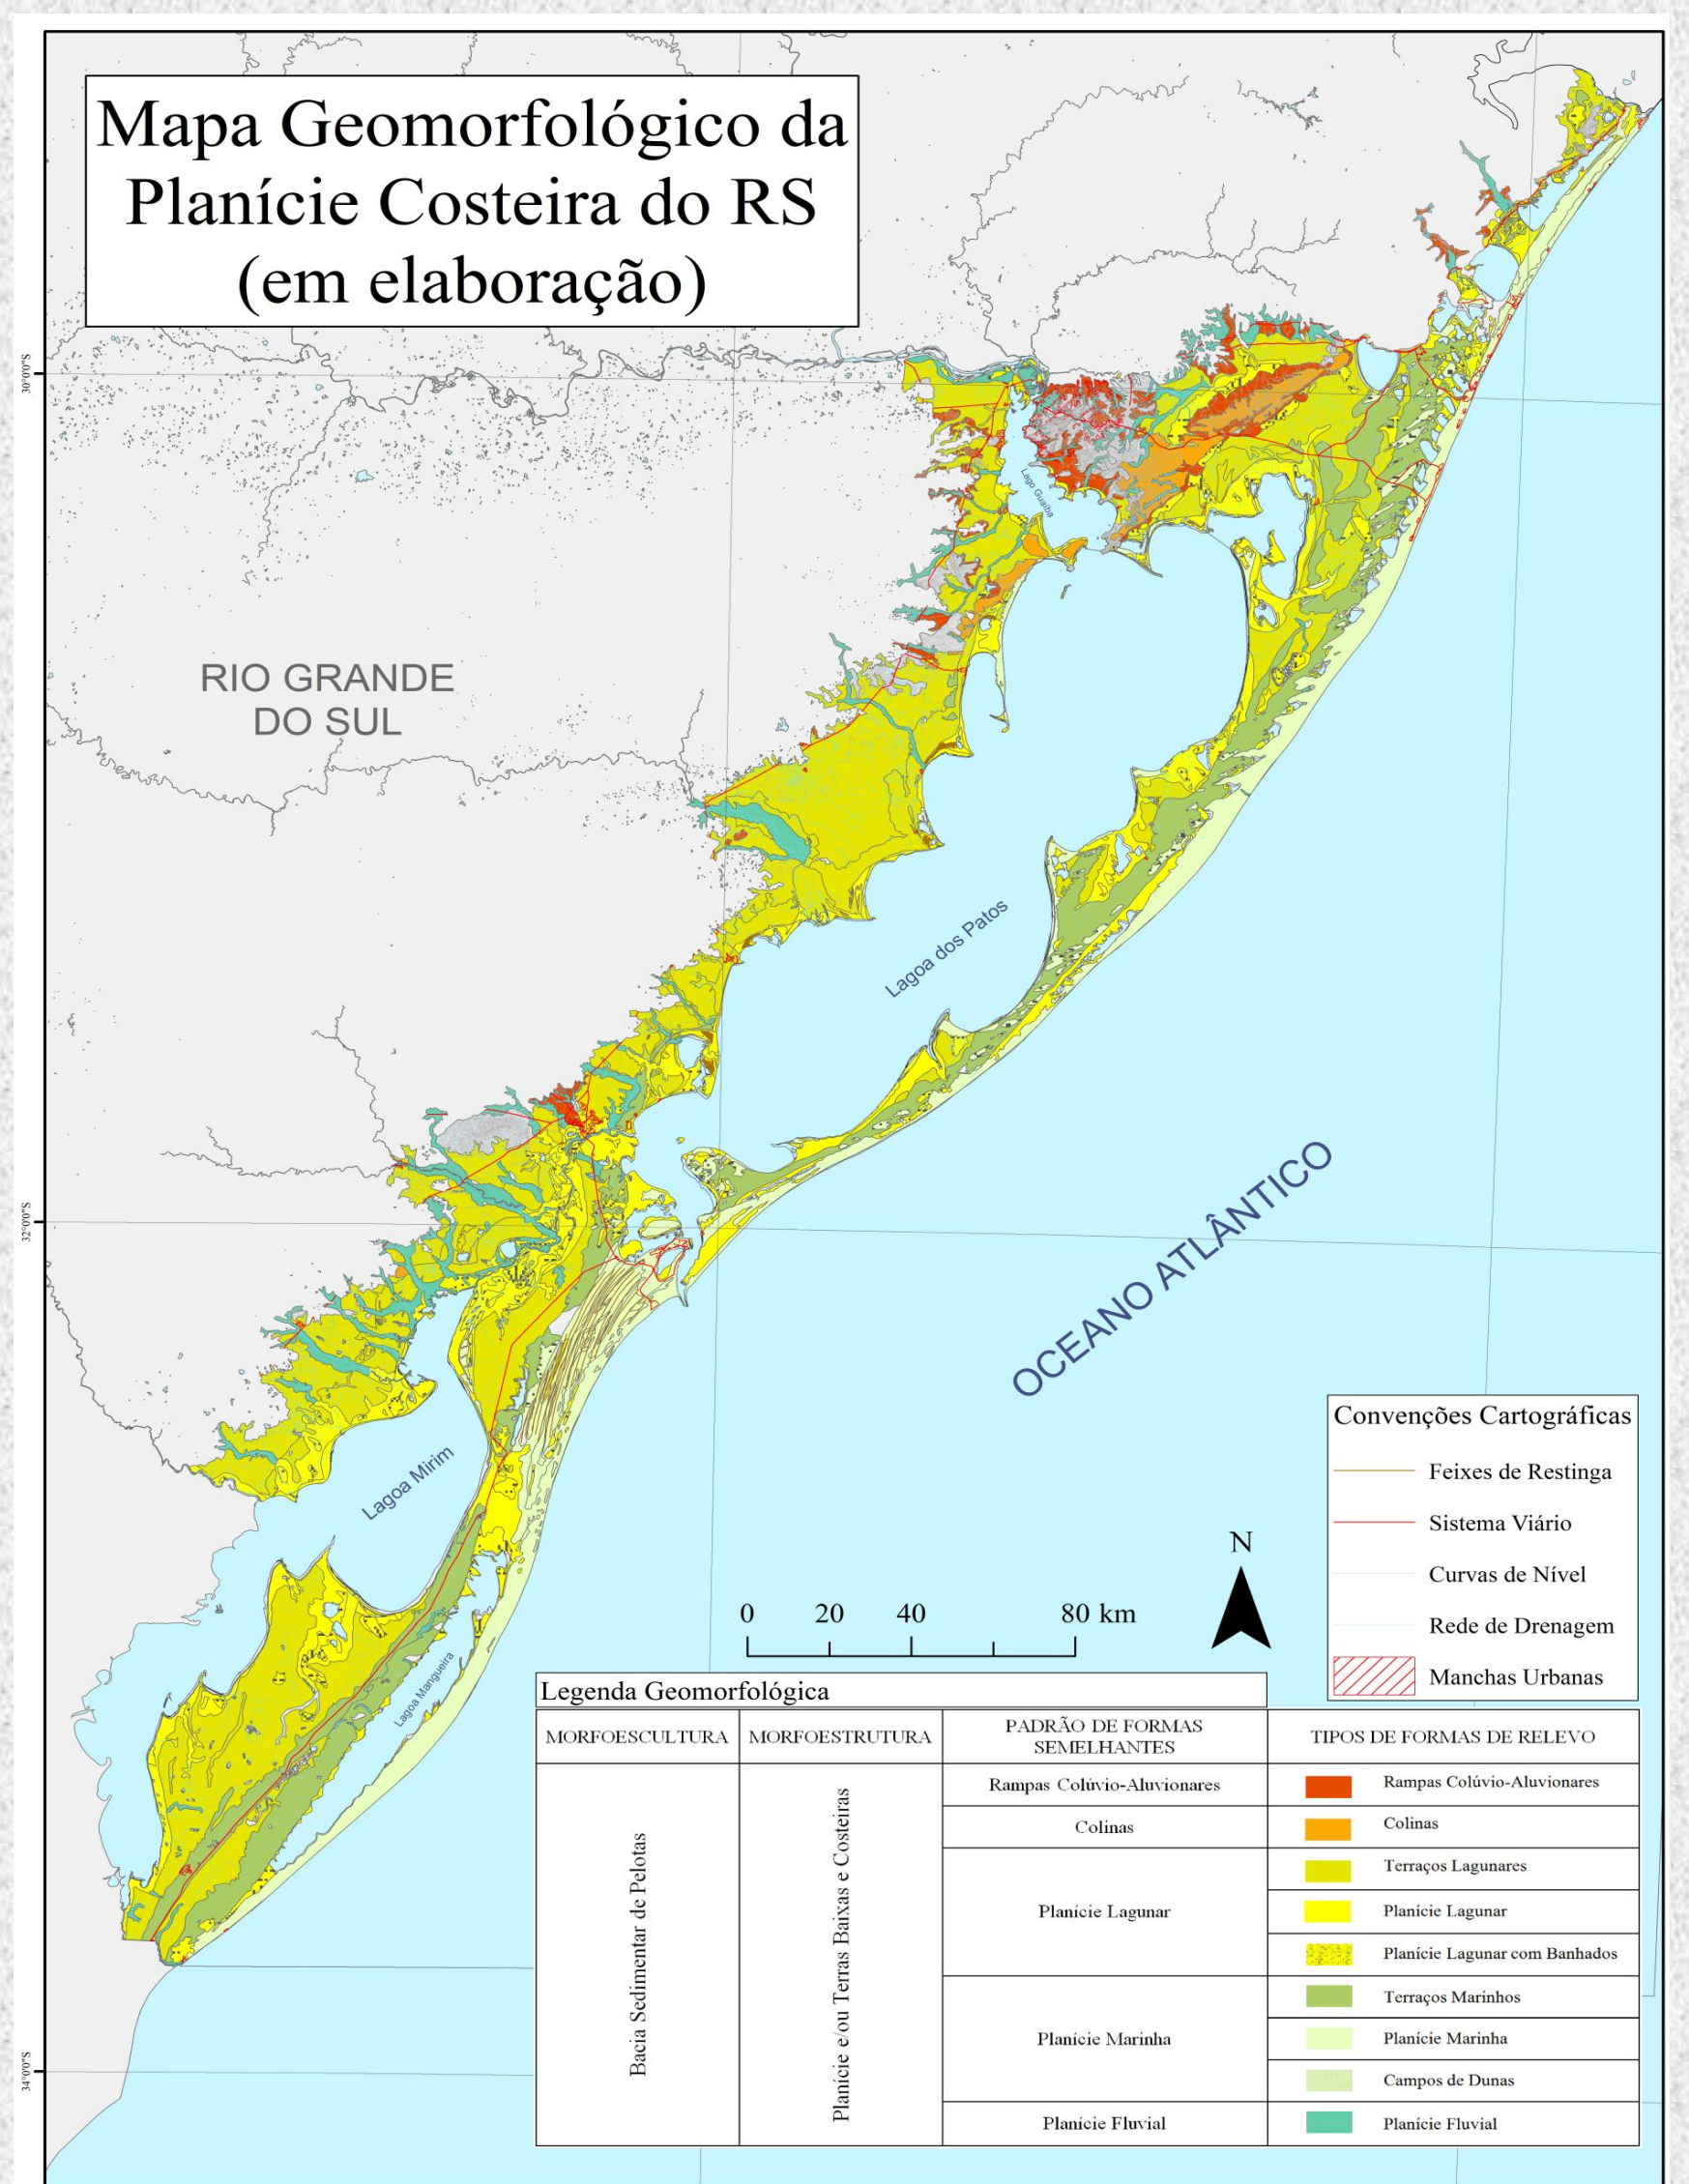 Mapa Geomorfológico da
Planície Costeira do RS
(em elaboração)
30°0'0"S
32°0'0"S
34°0'0"S
RIO GRANDE
DO SUL
Lago Guaíba
Lagoa dos Patos
OCEANO ATLÂNTICO
Lagoa Mirim
Lagoa Mangueira
N
0 20 40 80 km
Convenções Cartográficas
Feixes de Restinga
Sistema Viário
Curvas de Nível
Rede de Drenagem
Manchas Urbanas
Legenda Geomorfológica
MORFOESCULTURA
MORFOESTRUTURA
PADRÃO DE FORMAS
SEMELHANTES
TIPOS DE FORMAS DE RELEVO
Bacia Sedimentar de Pelotas
Planície e/ou Terras Baixas e Costeiras
Rampas Colúvio-Aluvionares
Rampas Colúvio-Aluvionares
Colinas
Colinas
Planície Lagunar
Terraços Lagunares
Planície Lagunar
Planície Lagunar com Banhados
Planície Marinha
Terraços Marinhos
Planície Marinha
Campos de Dunas
Planície Fluvial
Planície Fluvial